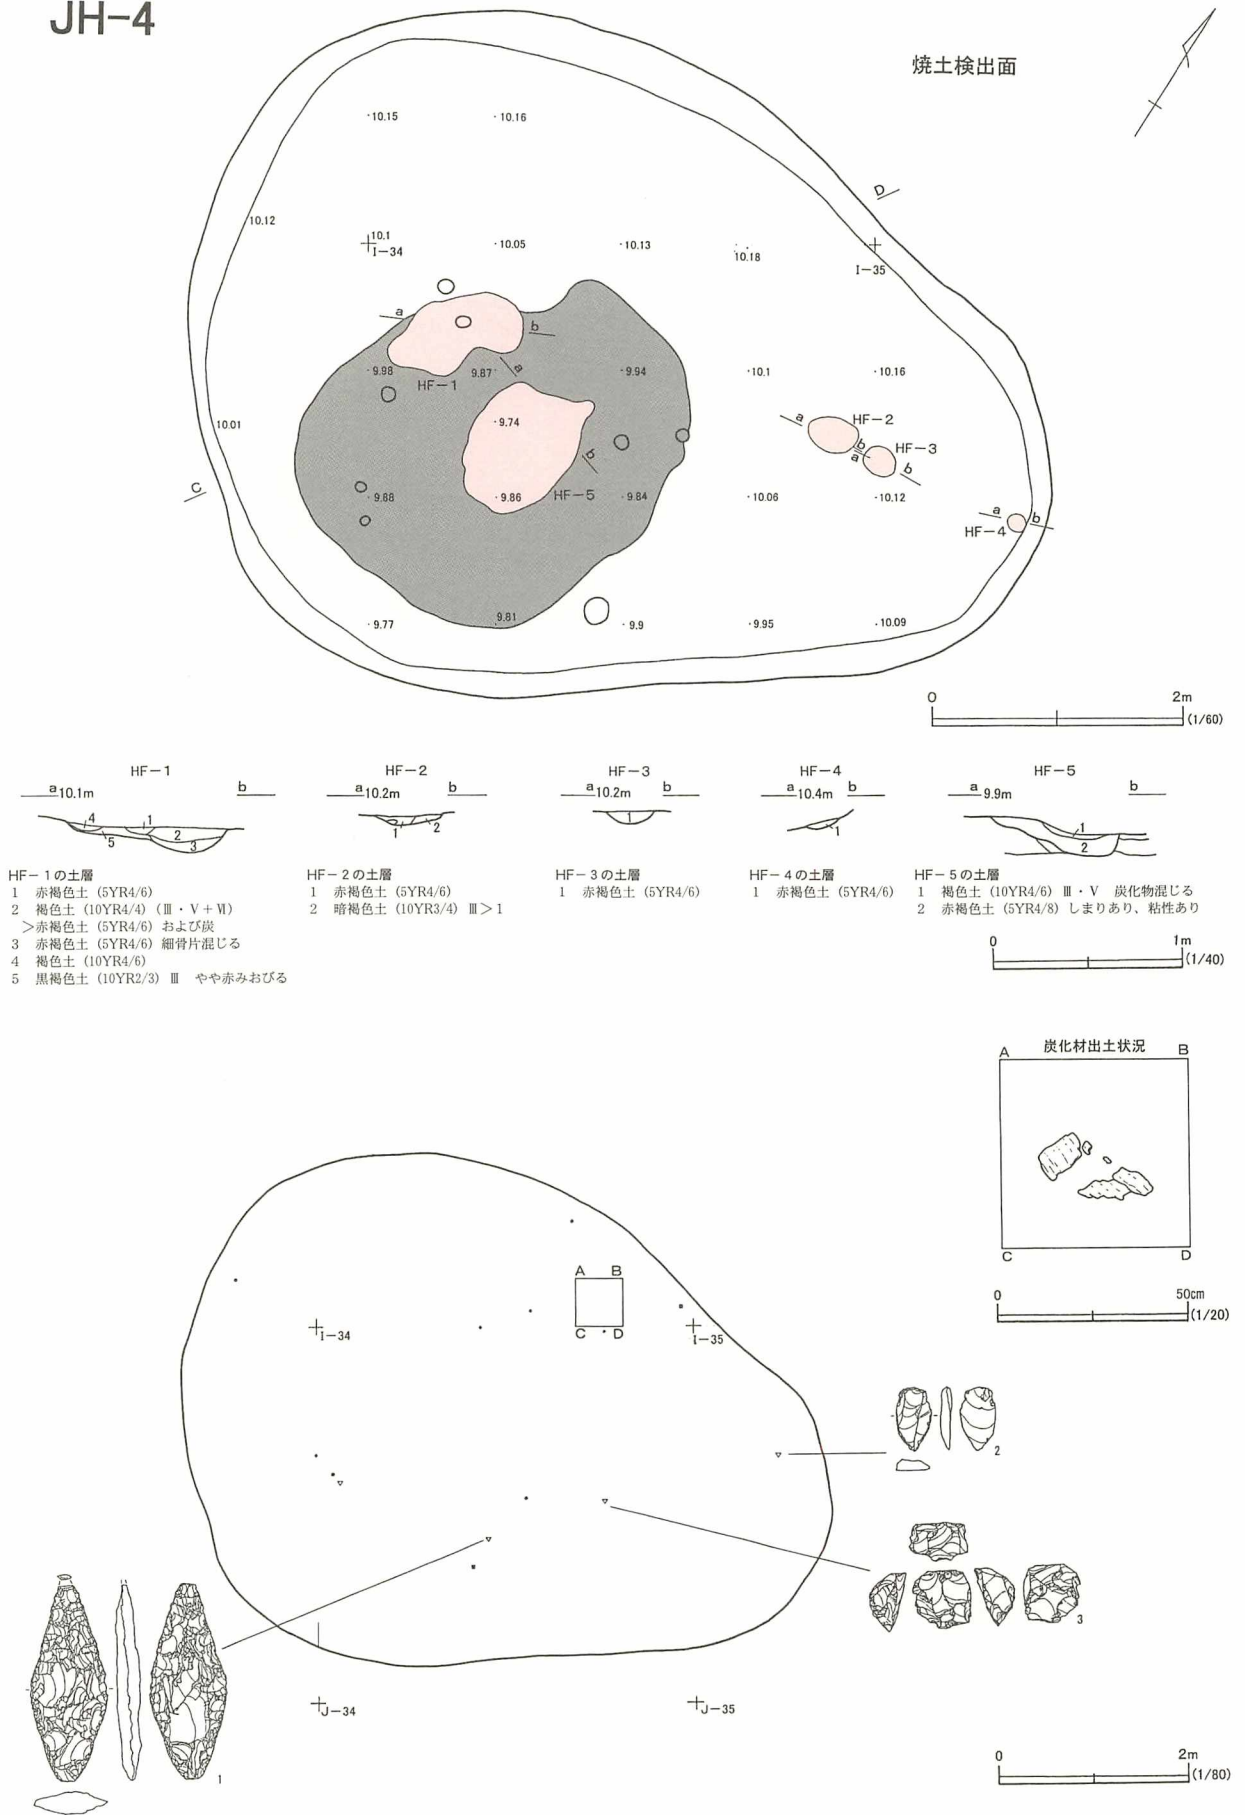 JH-4
焼土検出面
10.15
10.16
D
10.12
10.1
I-34
10.05
10.13
10.18
I-35
a
b
9.98
9.87
a
9.94
10.1
10.16
HF-1
10.01
9.74
a
HF-2
b
a
HF-3
b
b
C
9.88
9.86
HF-5
9.84
10.06
10.12
a
b
HF-4
9.77
9.81
9.9
9.95
10.09
0 2m
(1/60)
HF-1
a 10.1m b
4 1
5 2
3
HF-2
a 10.2m b
1 2
HF-3
a 10.2m b
1
HF-4
a 10.4m b
1
HF-5
a 9.9m b
1
2
HF-1の土層
1 赤褐色土 (5YR4/6)
2 褐色土 (10YR4/4) (Ⅲ・Ⅴ+Ⅵ)
>赤褐色土 (5YR4/6) および炭
3 赤褐色土 (5YR4/6) 細骨片混じる
4 褐色土 (10YR4/6)
5 黒褐色土 (10YR2/3) Ⅲ やや赤みおびる
HF-2の土層
1 赤褐色土 (5YR4/6)
2 暗褐色土 (10YR3/4) Ⅲ>1
HF-3の土層
1 赤褐色土 (5YR4/6)
HF-4の土層
1 赤褐色土 (5YR4/6)
HF-5の土層
1 褐色土 (10YR4/6) Ⅲ・Ⅴ 炭化物混じる
2 赤褐色土 (5YR4/8) しまりあり、粘性あり
0 1m
(1/40)
炭化材出土状況
A B
C D
0 50cm
(1/20)
A B
C D
I-34
I-35
2
3
1
J-34
J-35
0 2m
(1/80)